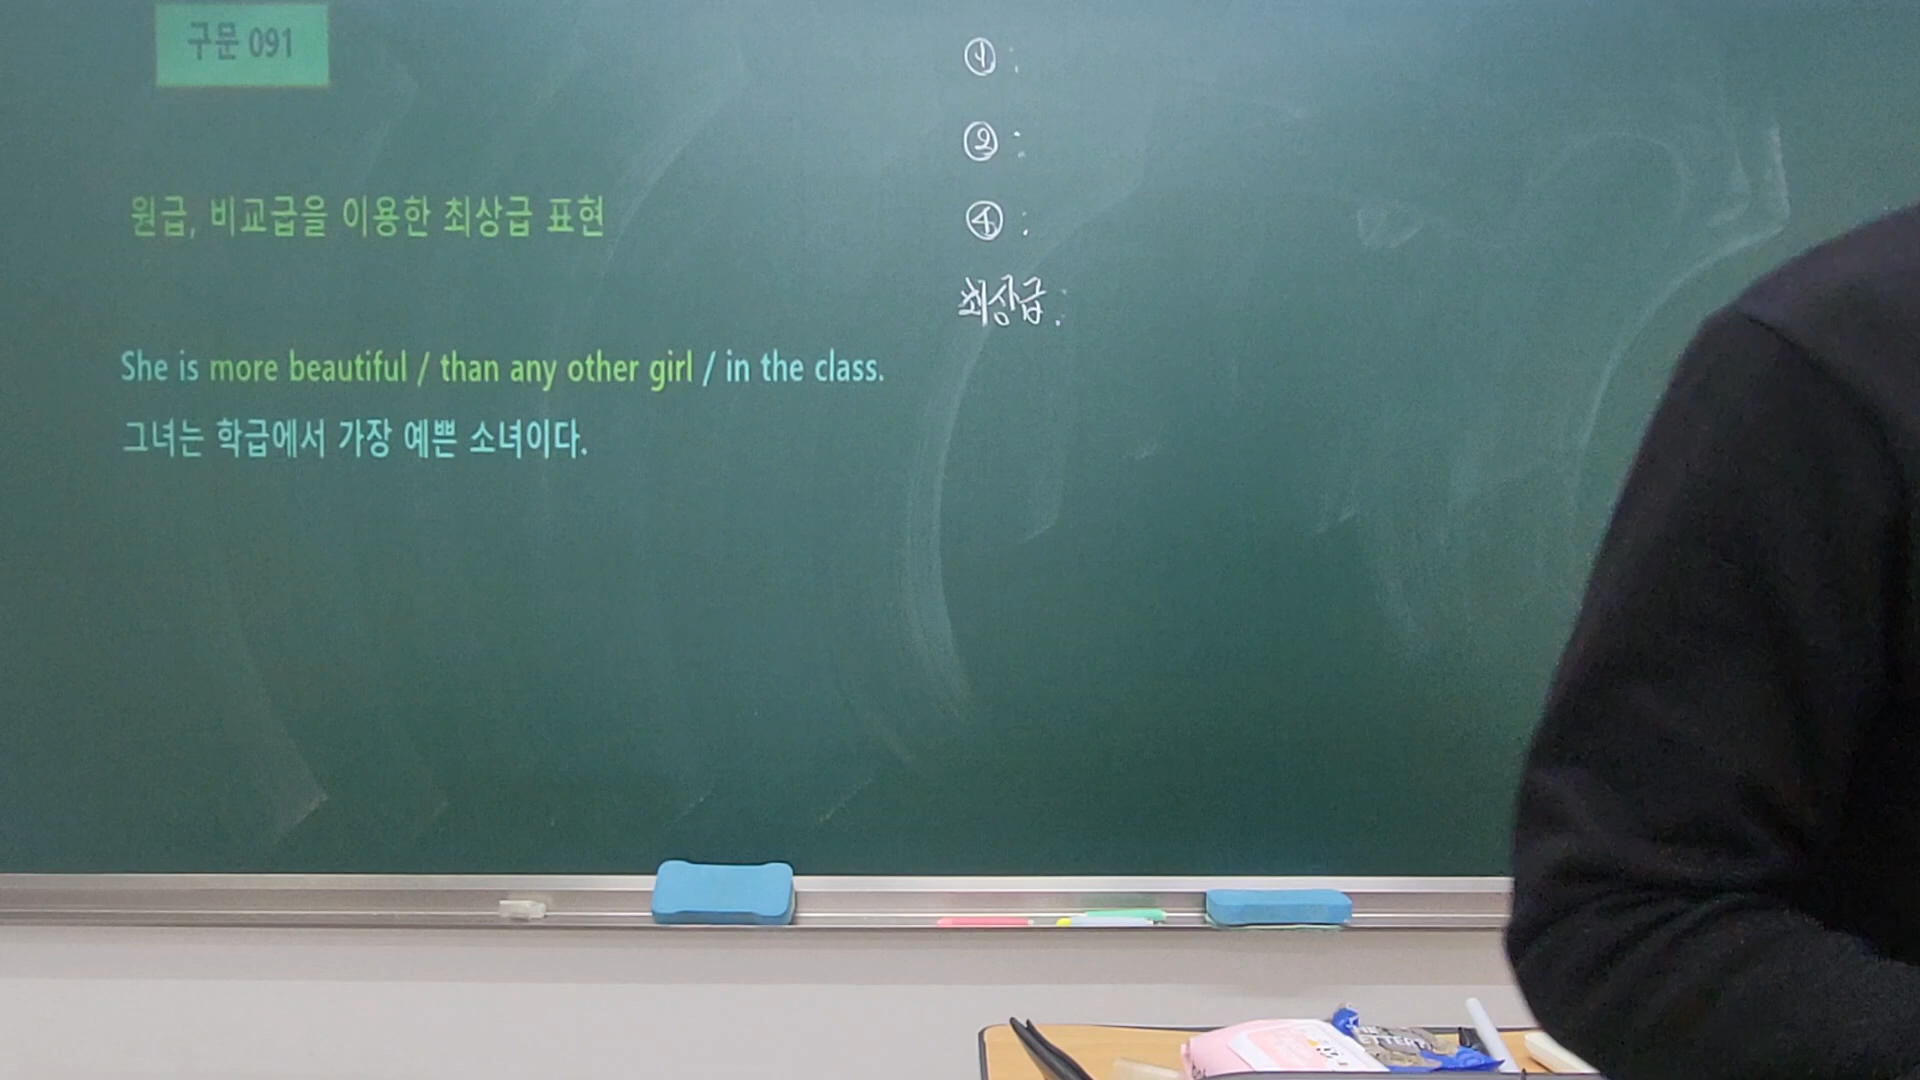 구문 091
원급, 비교급을 이용한 최상급 표현
She is more beautiful / than any other girl / in the class.
그녀는 학급에서 가장 예쁜 소녀이다.
① :
② :
④ :
최상급 :